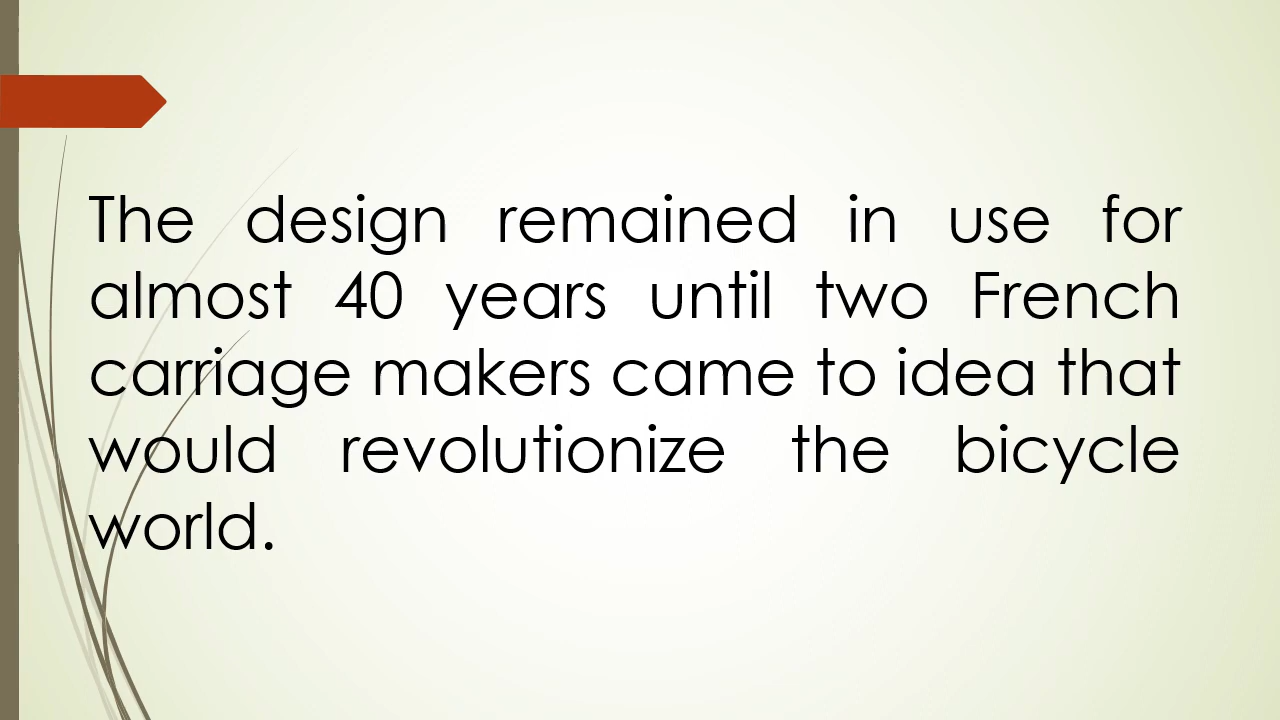 The design remained in use for
almost 40 years until two French
carriage makers came to idea that
would revolutionize the bicycle
world.